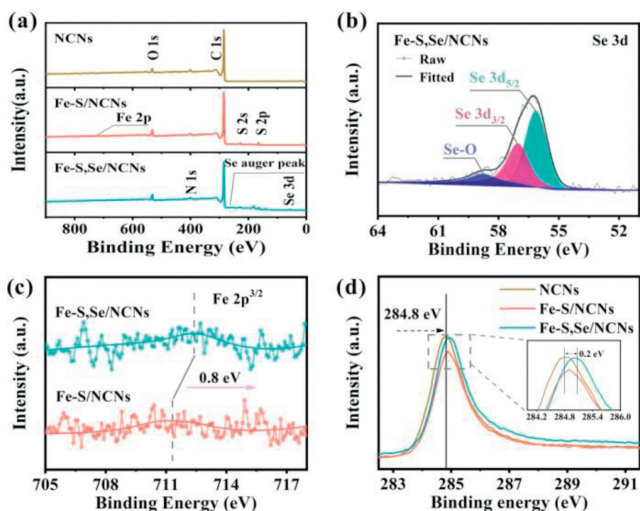 (a)
NCNs
O 1s
C 1s
Fe-S/NCNs
Fe 2p
S 2s
S 2p
Fe-S,Se/NCNs
Se auger peak
N 1s
Se 3d
Intensity(a.u.)
900 600 300 0
Binding Energy (eV)
(b)
Fe-S,Se/NCNs Se 3d
Raw
Fitted
Se 3d5/2
Se 3d3/2
Se-O
Intensity (a.u.)
64 61 58 55 52
Binding Energy (eV)
(c)
Fe 2p3/2
Fe-S,Se/NCNs
0.8 eV
Fe-S/NCNs
Intensity (a.u.)
705 708 711 714 717
Binding Energy (eV)
(d)
NCNs
Fe-S/NCNs
Fe-S,Se/NCNs
284.8 eV
0.2 eV
284.2 284.8 285.4 286.0
Intensity (a.u.)
283 285 287 289 291
Binding energy (eV)